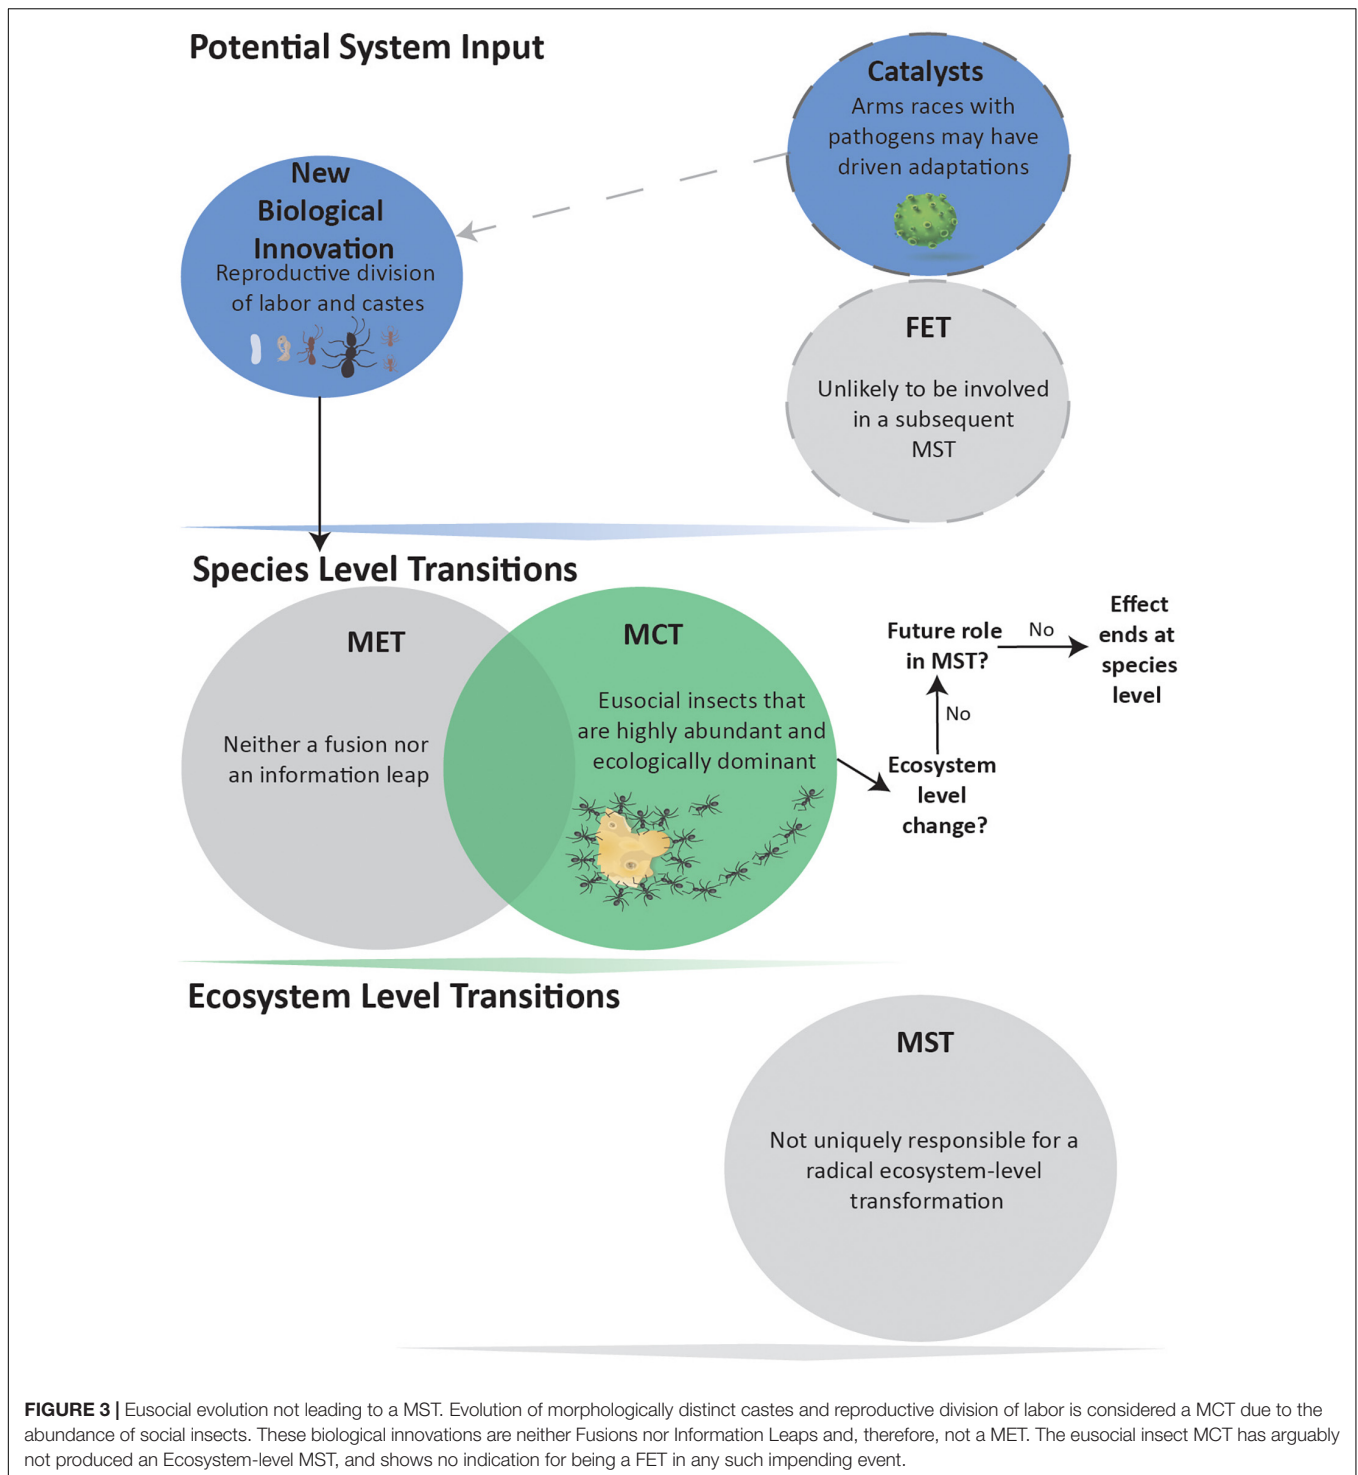 Potential System Input
Catalysts
Arms races with
pathogens may have
driven adaptations
New
Biological
Innovation
Reproductive division
of labor and castes
FET
Unlikely to be involved
in a subsequent
MST
Species Level Transitions
MET
Neither a fusion nor
an information leap
MCT
Eusocial insects that
are highly abundant and
ecologically dominant
Ecosystem
level
change?
No
Future role
in MST?
No
Effect
ends at
species
level
Ecosystem Level Transitions
MST
Not uniquely responsible for a
radical ecosystem-level
transformation
FIGURE 3 | Eusocial evolution not leading to a MST. Evolution of morphologically distinct castes and reproductive division of labor is considered a MCT due to the
abundance of social insects. These biological innovations are neither Fusions nor Information Leaps and, therefore, not a MET. The eusocial insect MCT has arguably
not produced an Ecosystem-level MST, and shows no indication for being a FET in any such impending event.